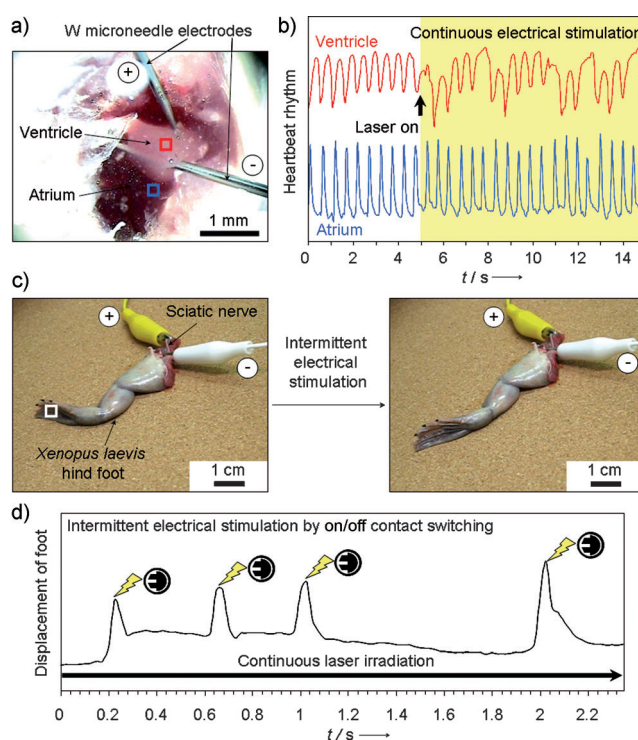 a)
W microneedle electrodes
+
Ventricle
−
Atrium
1 mm
b)
Ventricle
Continuous electrical stimulation
Laser on
Atrium
Heartbeat rhythm
0 2 4 6 8 10 12 14
t / s
c)
+
Sciatic nerve
−
Xenopus laevis
hind foot
1 cm
Intermittent
electrical
stimulation
+
−
1 cm
d)
Intermittent electrical stimulation by on/off contact switching
Displacement of foot
Continuous laser irradiation
0 0.2 0.4 0.6 0.8 1 1.2 1.4 1.6 1.8 2 2.2
t / s